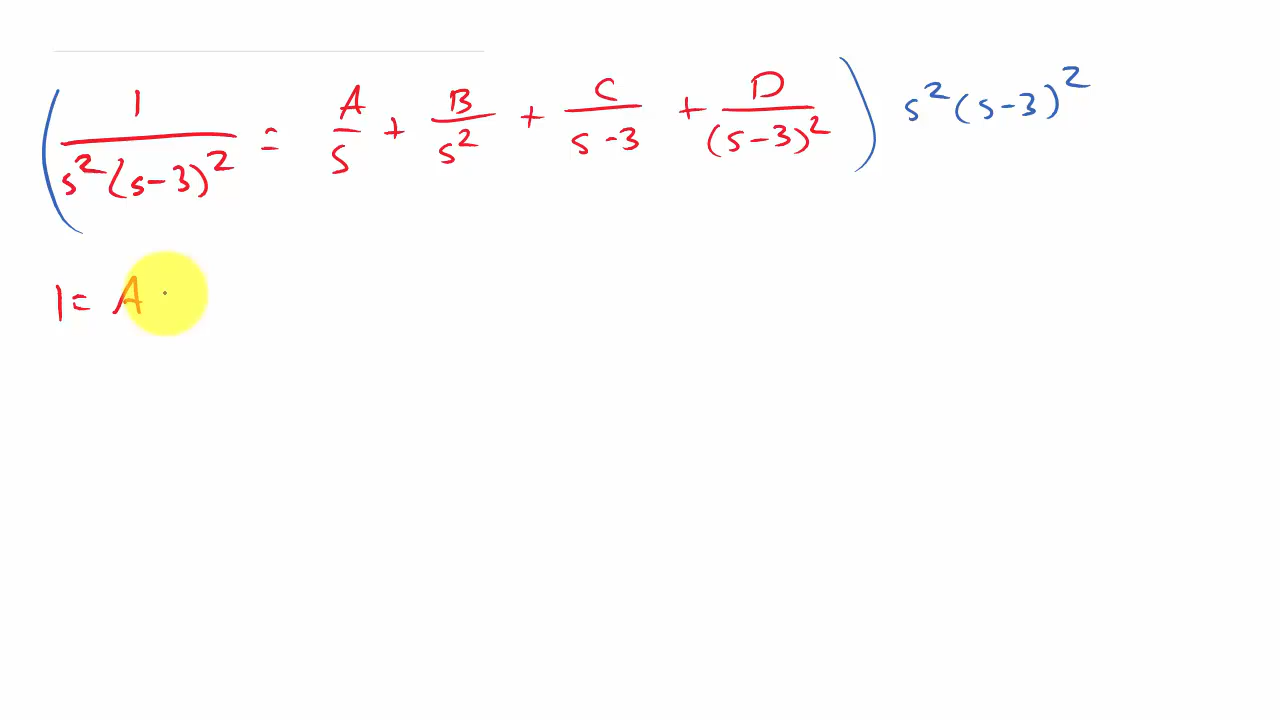 ( 1/(s²(s-3)²) = A/s + B/s² + C/(s-3) + D/(s-3)² ) s²(s-3)²
1 = A